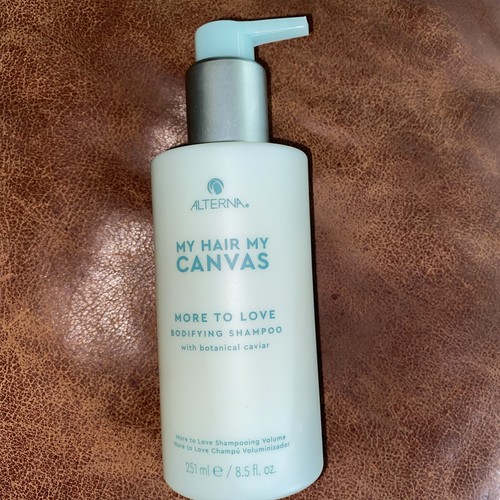 ALTERNA
MY HAIR MY
CANVAS
MORE TO LOVE
BODIFYING SHAMPOO
with botanical caviar
More to Love Shampooing Volume
More to Love Champú Voluminizador
251 ml ℮ / 8.5 fl. oz.